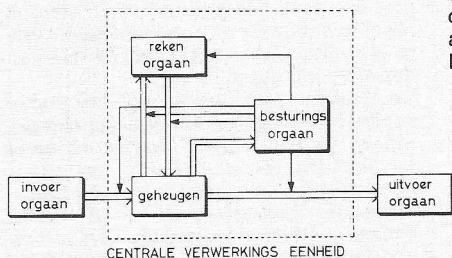 reken
orgaan
besturings
orgaan
invoer
orgaan
geheugen
uitvoer
orgaan
CENTRALE VERWERKINGS EENHEID